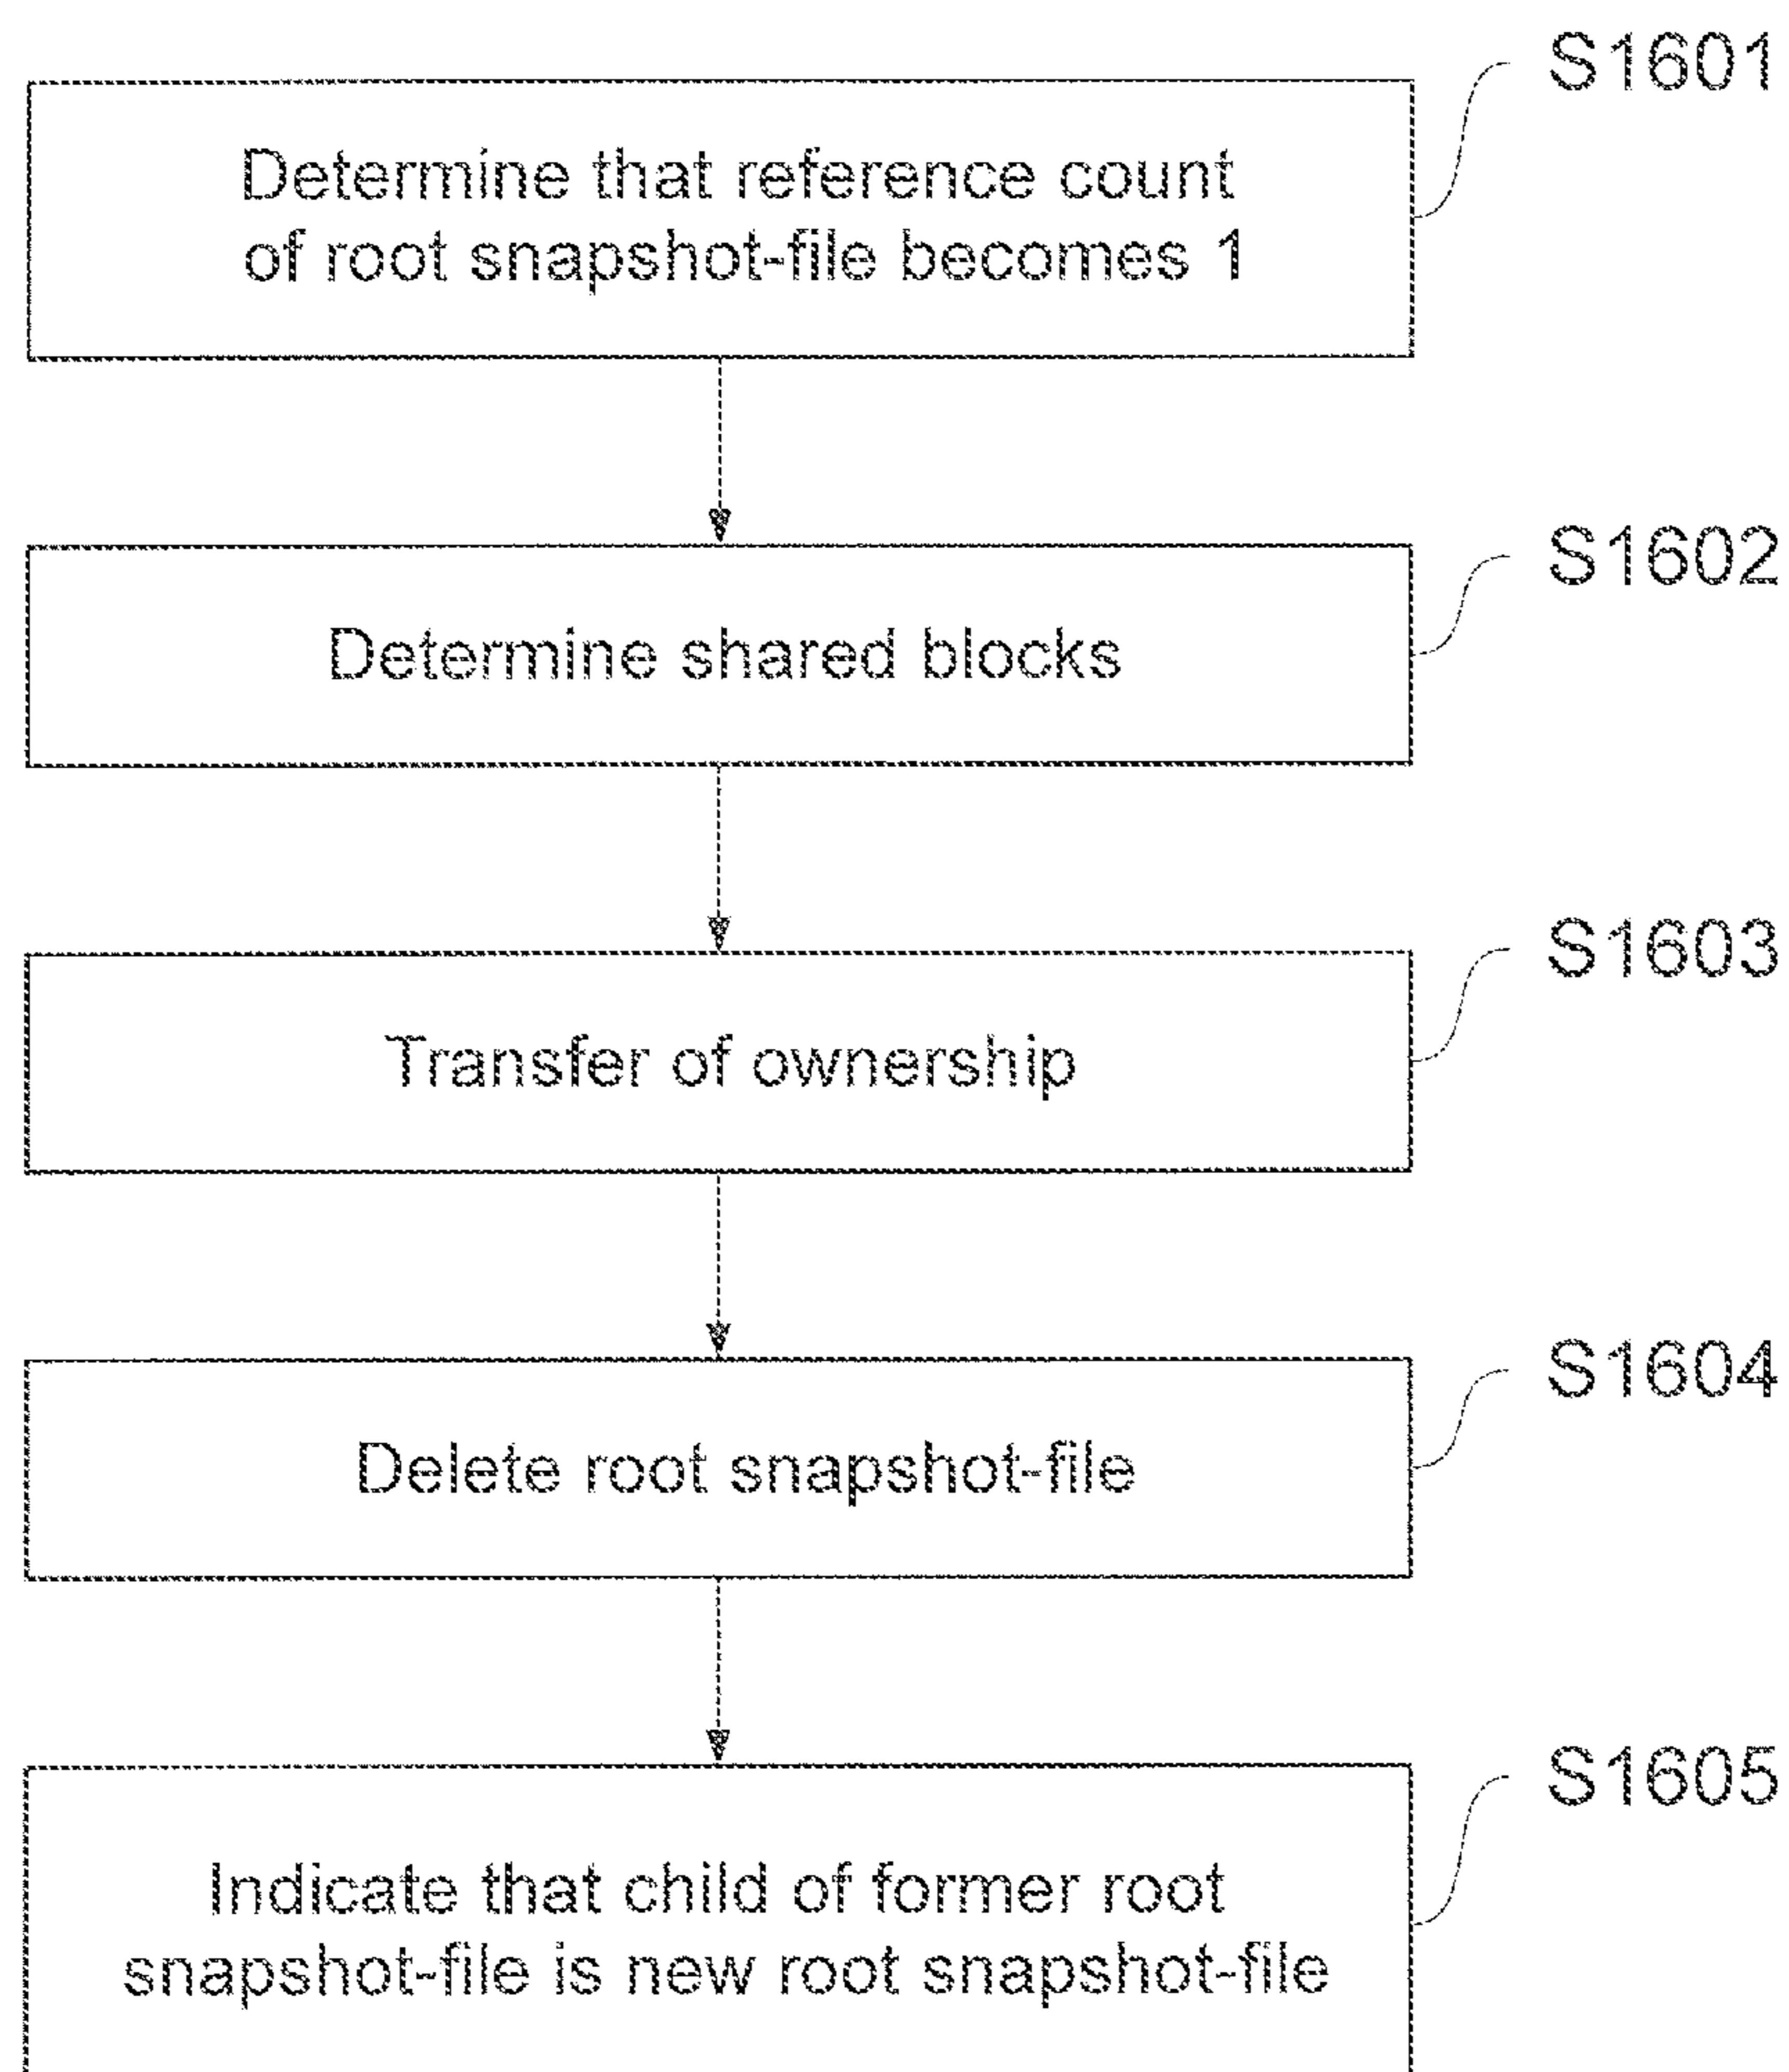 S1601
Determine that reference count
of root snapshot-file becomes 1
S1602
Determine shared blocks
S1603
Transfer of ownership
S1604
Delete root snapshot-file
S1605
Indicate that child of former root
snapshot-file is new root snapshot-file